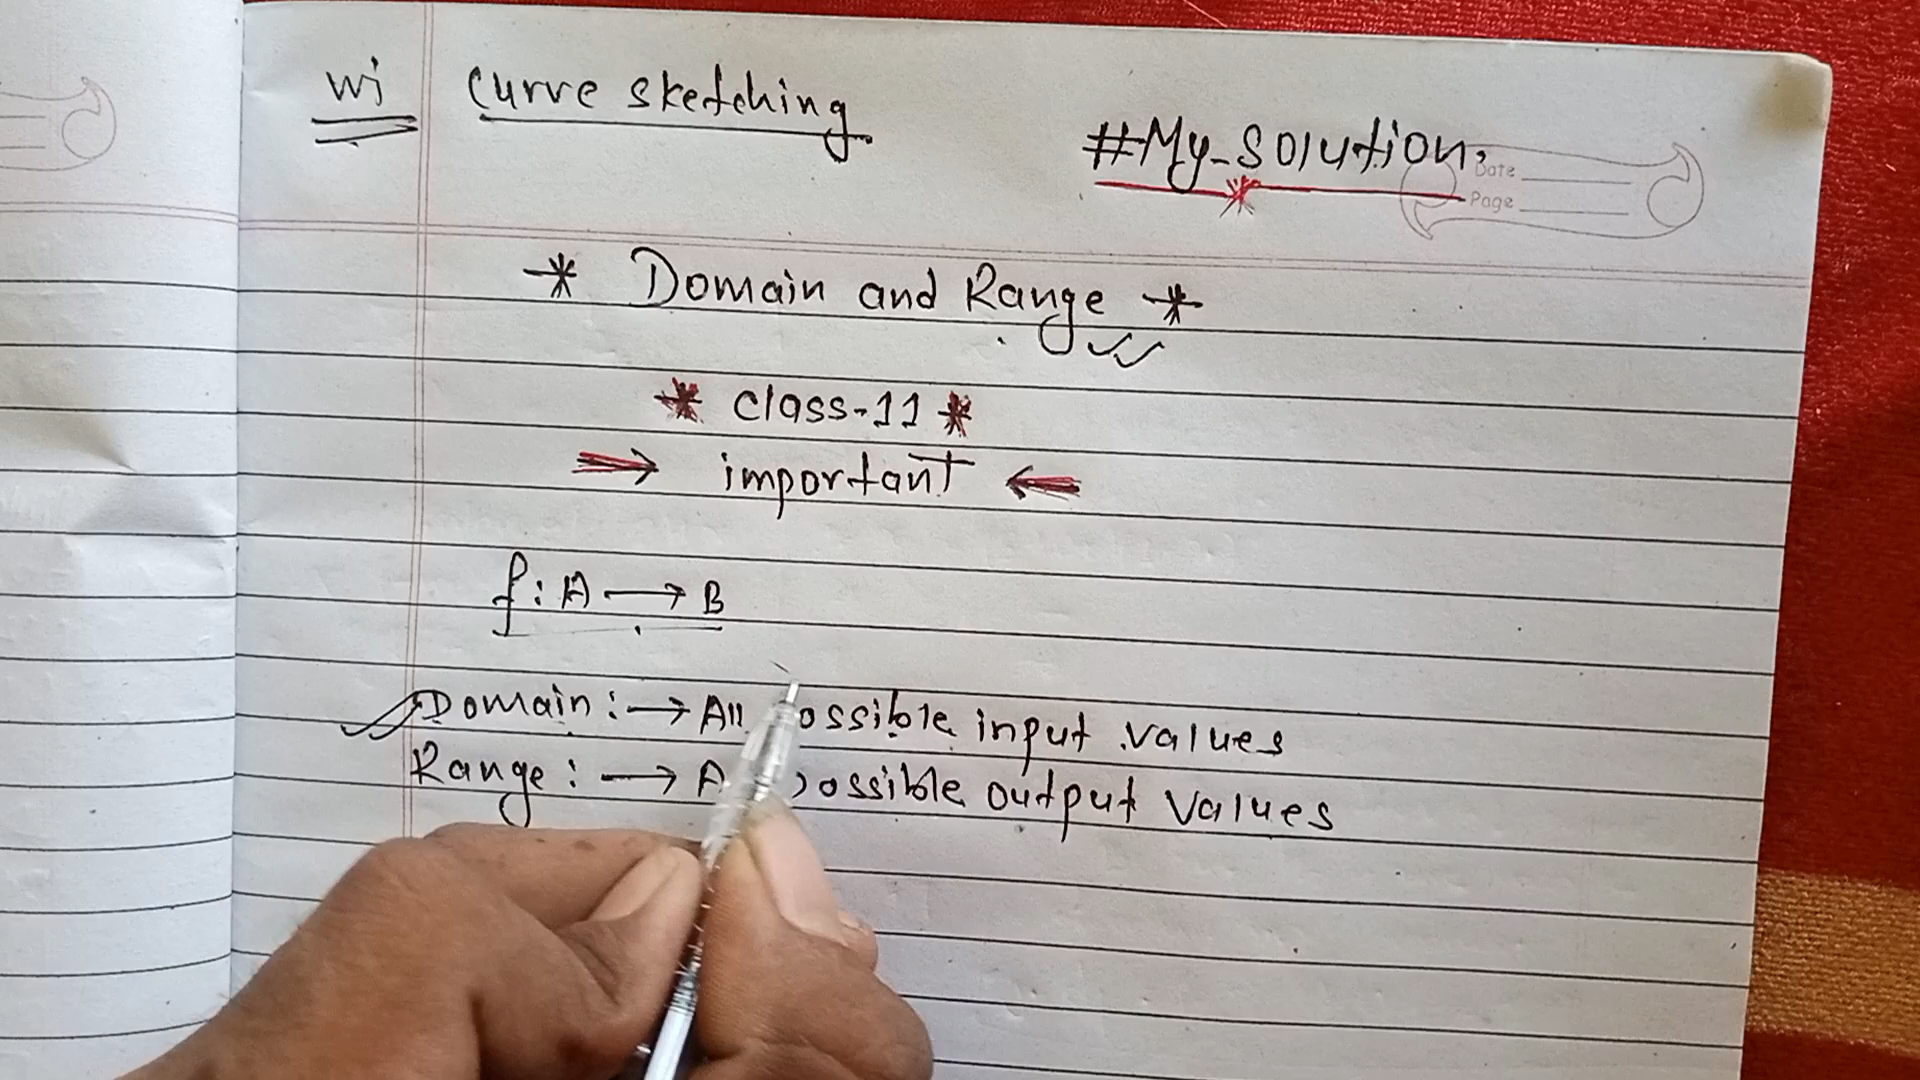 wi curve sketching
#My-Solution.
Date
Page
* Domain and Range *
* class-11 *
→ important ←
f: A → B
Domain: → All possible input values
Range: → possible output values